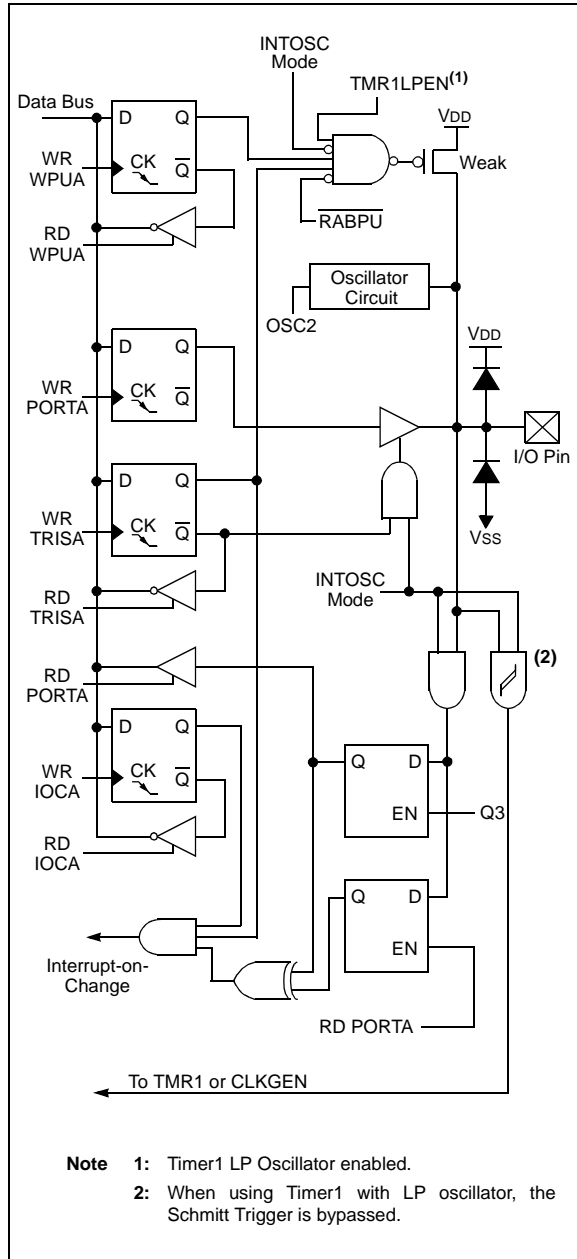 INTOSC
Mode
TMR1LPEN(1)
Data Bus
VDD
D Q
WR
WPUA
CK Q
Weak
RABPU
RD
WPUA
Oscillator
Circuit
OSC2
D Q
VDD
WR
PORTA
CK Q
I/O Pin
D Q
WR
TRISA
CK Q
VSS
INTOSC
Mode
RD
TRISA
(2)
RD
PORTA
D Q
WR
IOCA
CK Q
Q D
EN Q3
RD
IOCA
Q D
EN
Interrupt-on-
Change
RD PORTA
To TMR1 or CLKGEN
Note 1: Timer1 LP Oscillator enabled.
2: When using Timer1 with LP oscillator, the
Schmitt Trigger is bypassed.